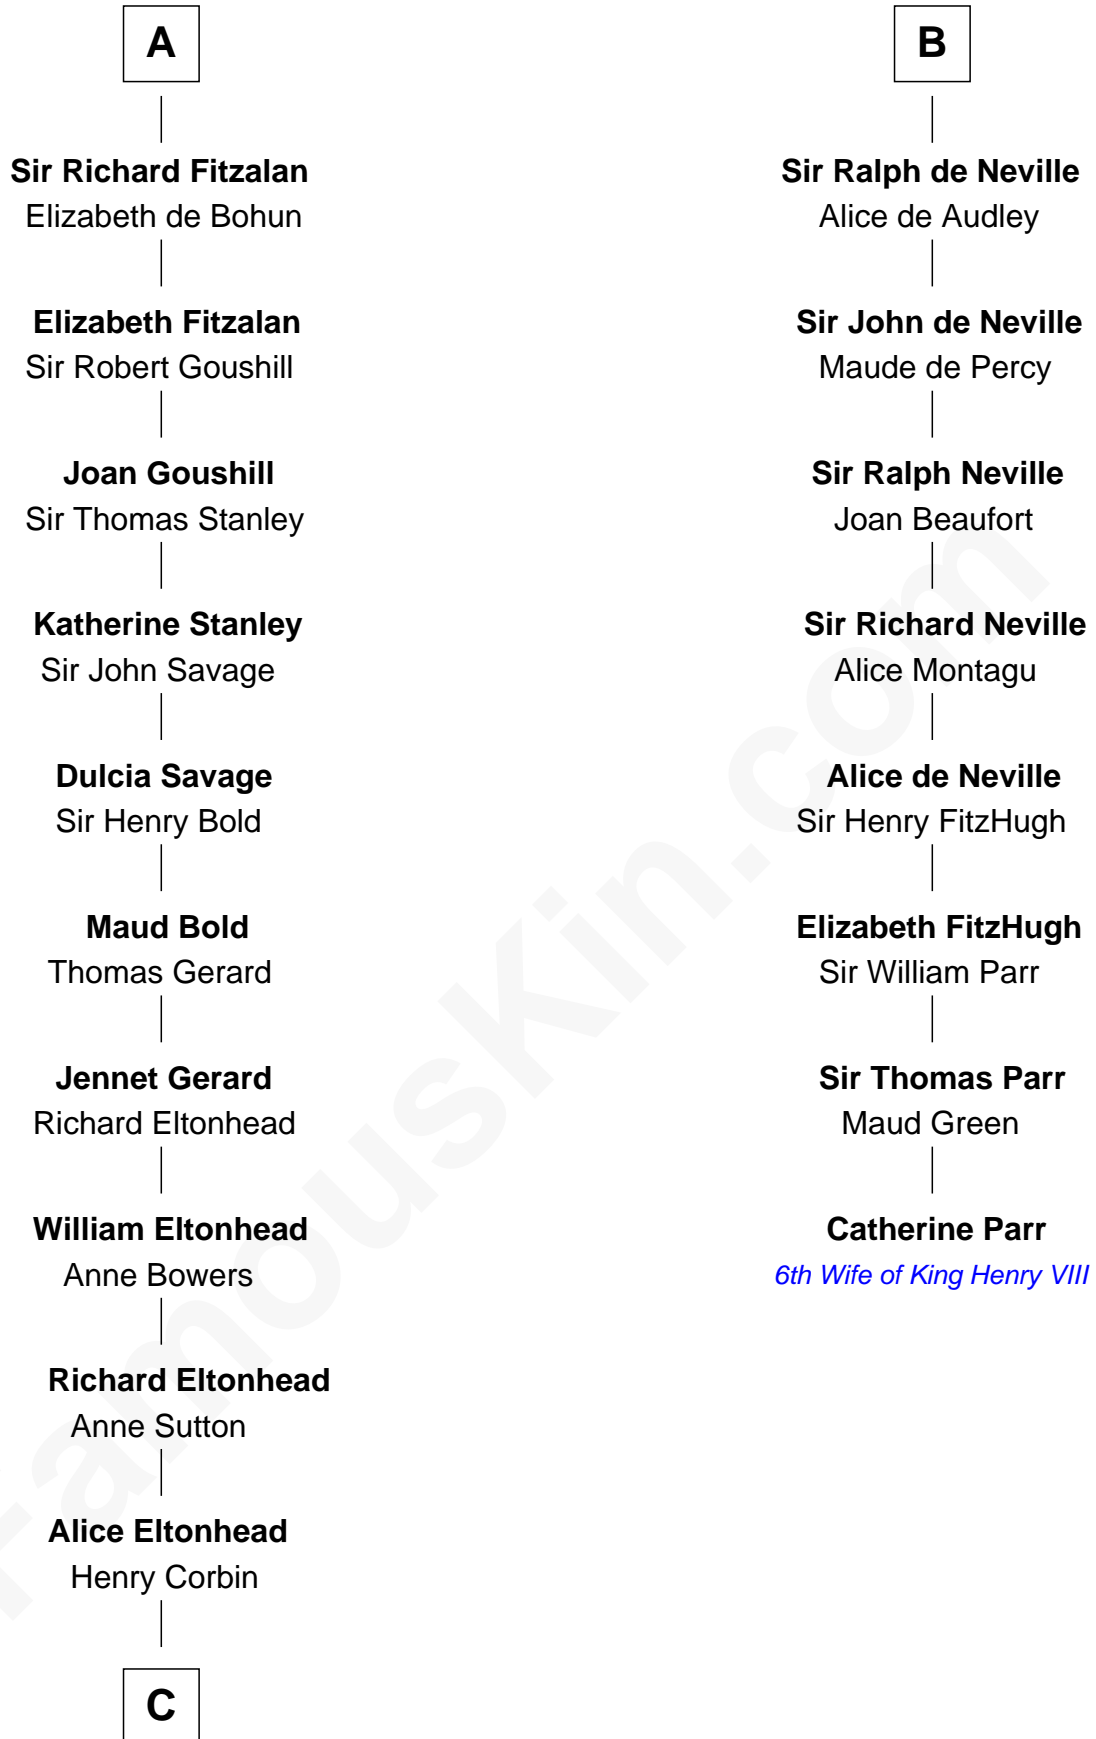 A
Sir Richard Fitzalan
Elizabeth de Bohun
Elizabeth Fitzalan
Sir Robert Goushill
Joan Goushill
Sir Thomas Stanley
Katherine Stanley
Sir John Savage
Dulcia Savage
Sir Henry Bold
Maud Bold
Thomas Gerard
Jennet Gerard
Richard Eltonhead
William Eltonhead
Anne Bowers
Richard Eltonhead
Anne Sutton
Alice Eltonhead
Henry Corbin
C
B
Sir Ralph de Neville
Alice de Audley
Sir John de Neville
Maude de Percy
Sir Ralph Neville
Joan Beaufort
Sir Richard Neville
Alice Montagu
Alice de Neville
Sir Henry FitzHugh
Elizabeth FitzHugh
Sir William Parr
Sir Thomas Parr
Maud Green
Catherine Parr
6th Wife of King Henry VIII
FamousKin.com